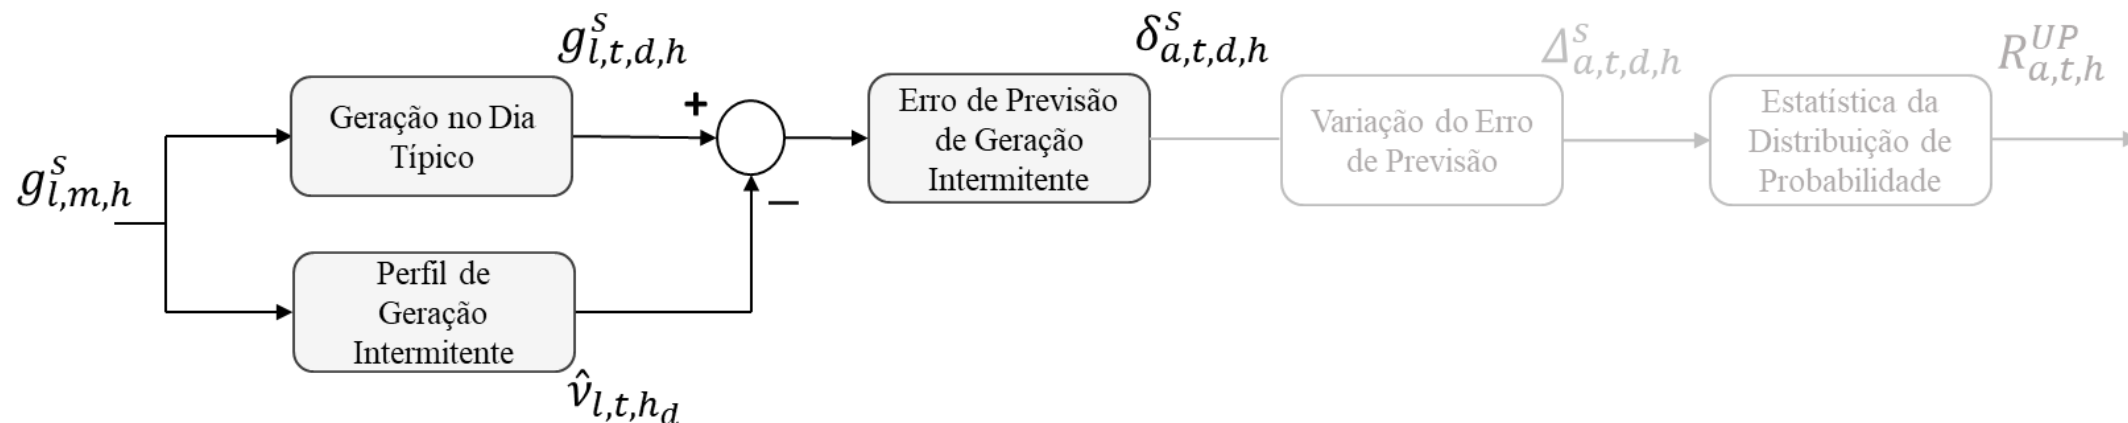 g^s_{l,m,h}
Geração no Dia
Típico
g^s_{l,t,d,h}
Perfil de
Geração
Intermitente
\hat{ν}_{l,t,h_d}
+
−
Erro de Previsão
de Geração
Intermitente
δ^s_{a,t,d,h}
Variação do Erro
de Previsão
Δ^s_{a,t,d,h}
Estatística da
Distribuição de
Probabilidade
R^{UP}_{a,t,h}